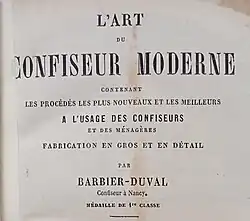 L'ART
DU
CONFISEUR MODERNE
CONTENANT
LES PROCÉDÉS LES PLUS NOUVEAUX ET LES MEILLEURS
A L'USAGE DES CONFISEURS
ET DES MÉNAGÈRES
FABRICATION EN GROS ET EN DÉTAIL
PAR
BARBIER-DUVAL
Confiseur à Nancy.
MÉDAILLE DE 1re CLASSE